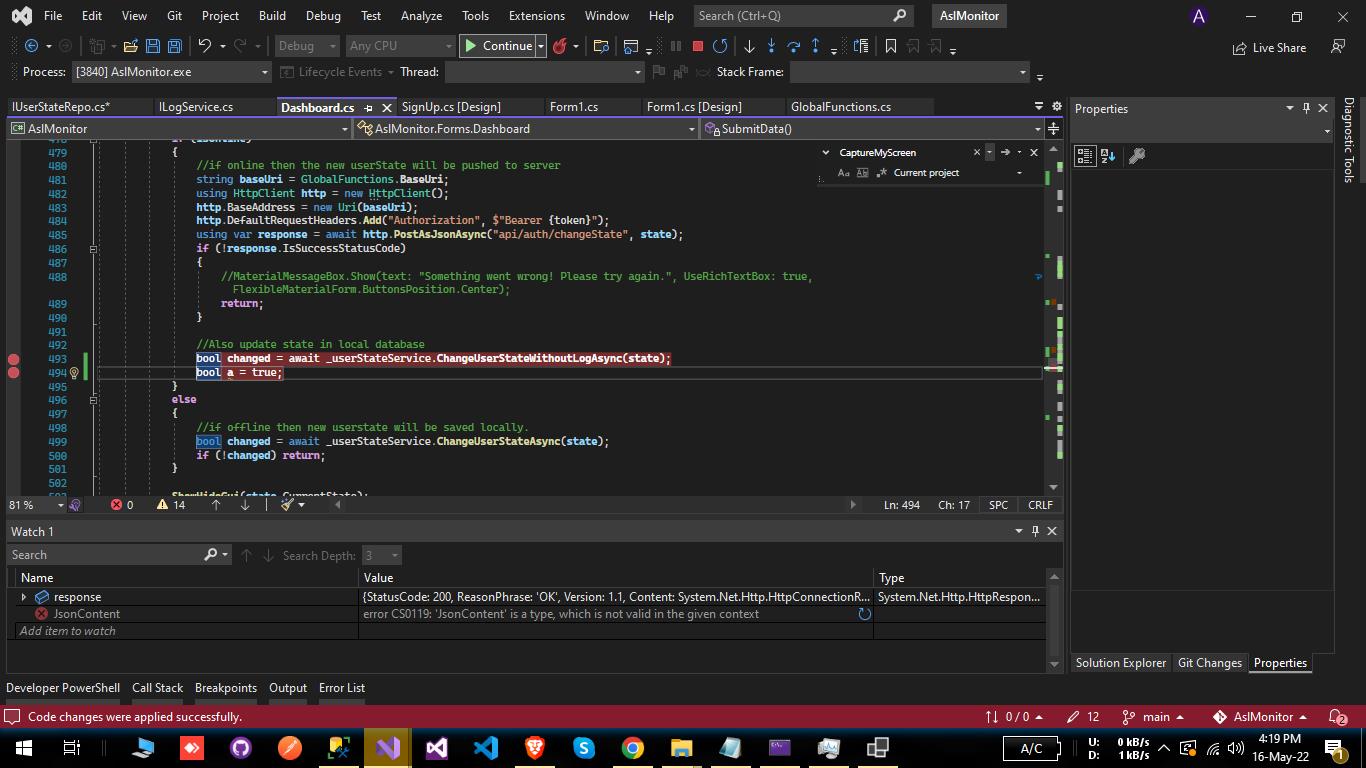 File Edit View Git Project Build Debug Test Analyze Tools Extensions Window Help Search (Ctrl+Q) AslMonitor A
Debug Any CPU Continue Live Share
Process: [3840] AslMonitor.exe Lifecycle Events Thread: Stack Frame:
IUserStateRepo.cs* ILogService.cs Dashboard.cs SignUp.cs [Design] Form1.cs Form1.cs [Design] GlobalFunctions.cs
Properties
AslMonitor AslMonitor.Forms.Dashboard SubmitData()
Diagnostic Tools
CaptureMyScreen
Aa Ab .* Current project
479 {
480 //if online then the new userState will be pushed to server
481 string baseUri = GlobalFunctions.BaseUri;
482 using HttpClient http = new HttpClient();
483 http.BaseAddress = new Uri(baseUri);
484 http.DefaultRequestHeaders.Add("Authorization", $"Bearer {token}");
485 using var response = await http.PostAsJsonAsync("api/auth/changeState", state);
486 if (!response.IsSuccessStatusCode)
487 {
488 //MaterialMessageBox.Show(text: "Something went wrong! Please try again.", UseRichTextBox: true,
FlexibleMaterialForm.ButtonsPosition.Center);
489 return;
490 }
491
492 //Also update state in local database
493 bool changed = await _userStateService.ChangeUserStateWithoutLogAsync(state);
494 bool a = true;
495 }
496 else
497 {
498 //if offline then new userstate will be saved locally.
499 bool changed = await _userStateService.ChangeUserStateAsync(state);
500 if (!changed) return;
501 }
502
503 ShowHideGui(state.CurrentState);
81 % 0 14 Ln: 494 Ch: 17 SPC CRLF
Watch 1
Search Search Depth: 3
Name Value Type
response {StatusCode: 200, ReasonPhrase: 'OK', Version: 1.1, Content: System.Net.Http.HttpConnectionR... System.Net.Http.HttpRespon...
JsonContent error CS0119: 'JsonContent' is a type, which is not valid in the given context
Add item to watch
Solution Explorer Git Changes Properties
Developer PowerShell Call Stack Breakpoints Output Error List
Code changes were applied successfully. 0 / 0 12 main AslMonitor 2
A/C U: 0 kB/s D: 1 kB/s 4:19 PM
16-May-22 1